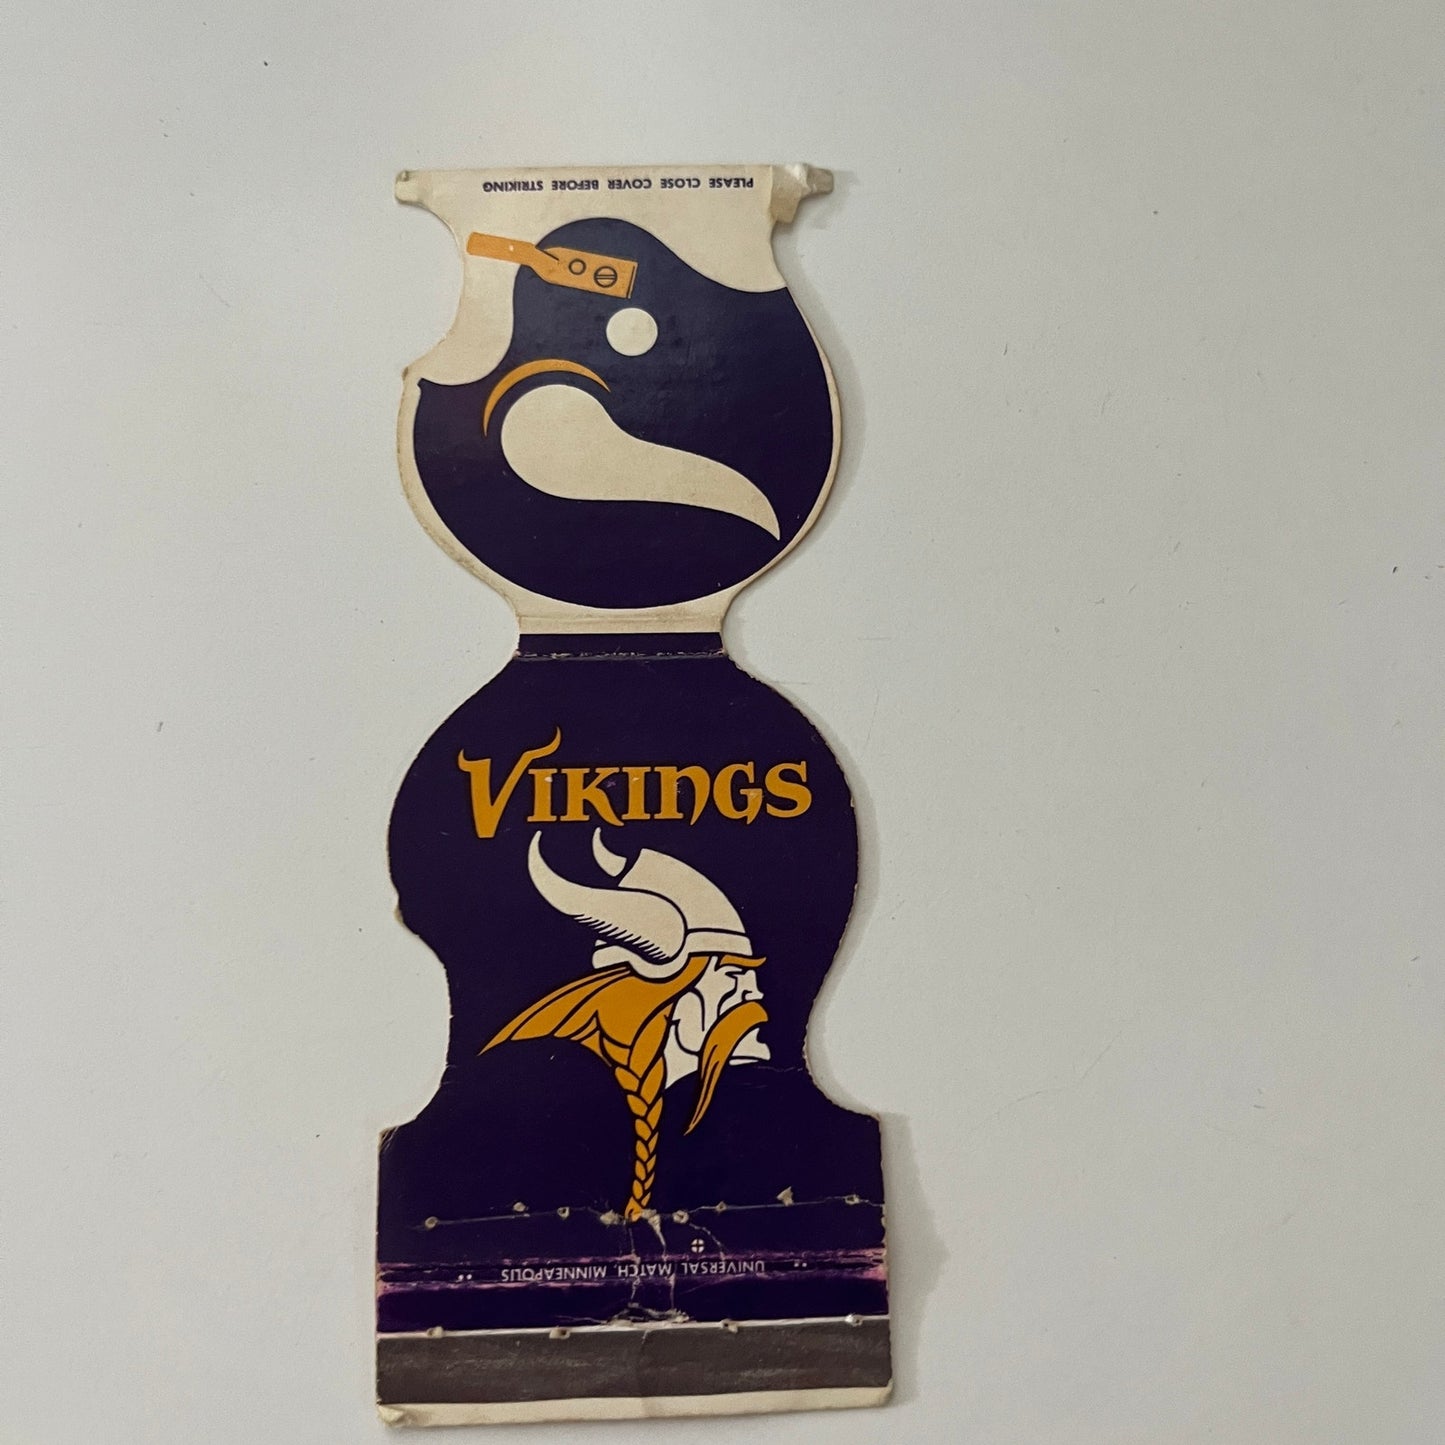 PLEASE CLOSE COVER BEFORE STRIKING
VIKINGS
UNIVERSAL MATCH, MINNEAPOLIS